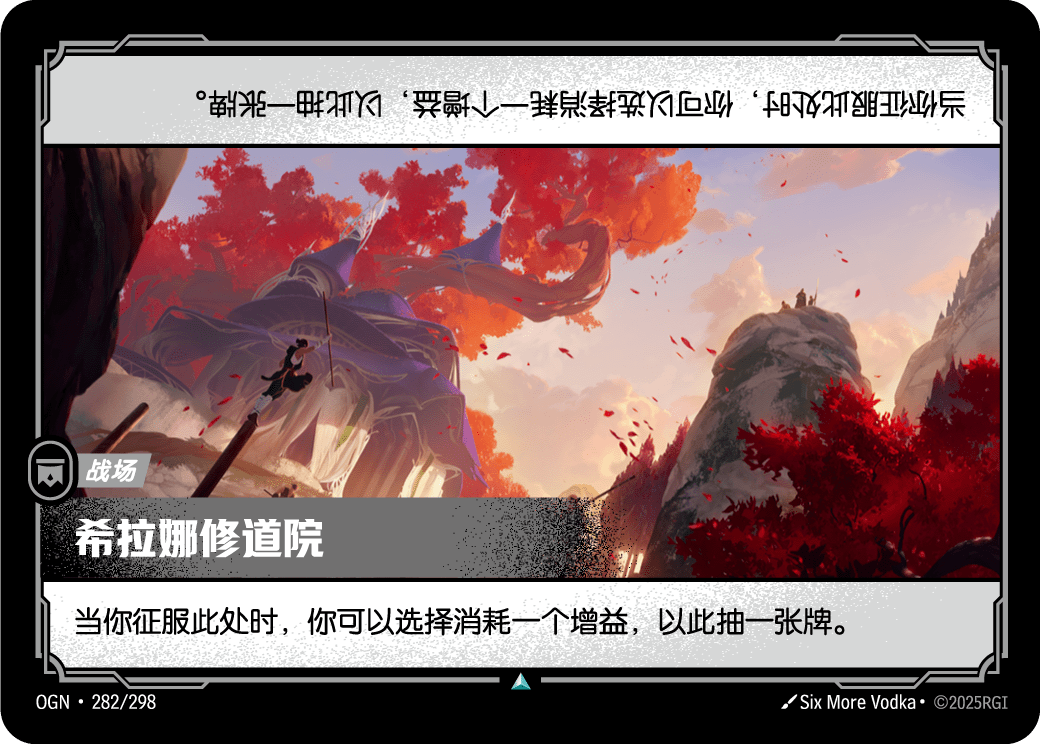 当你征服此处时，你可以选择消耗一个增益，以此抽一张牌。
战场
希拉娜修道院
当你征服此处时，你可以选择消耗一个增益，以此抽一张牌。
OGN • 282/298
Six More Vodka • ©2025RGI